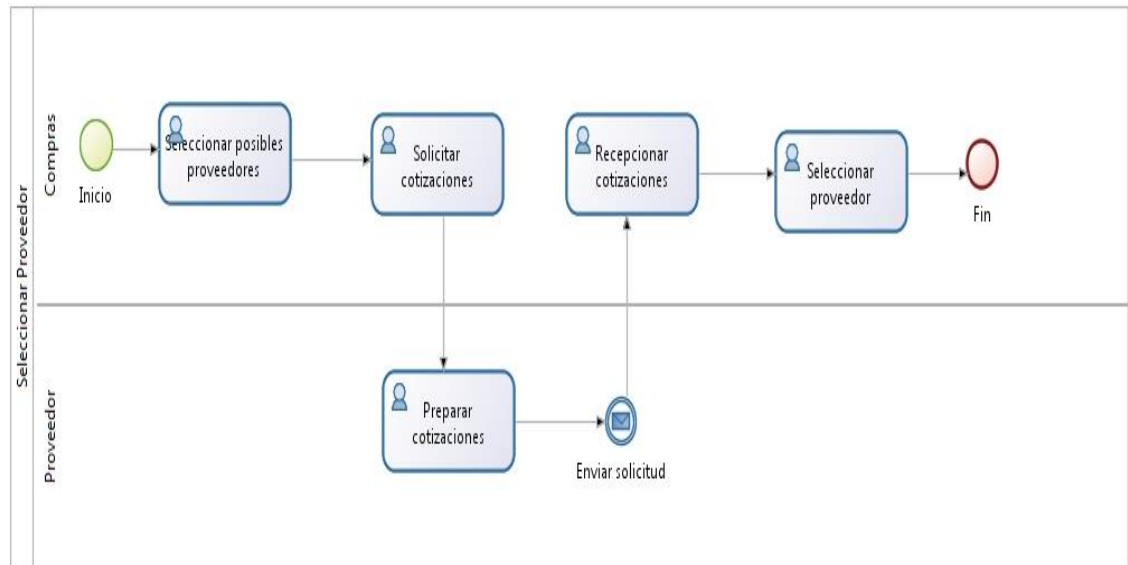 Seleccionar Proveedor
Compras
Inicio
Seleccionar posibles
proveedores
Solicitar
cotizaciones
Recepcionar
cotizaciones
Seleccionar
proveedor
Fin
Proveedor
Preparar
cotizaciones
Enviar solicitud